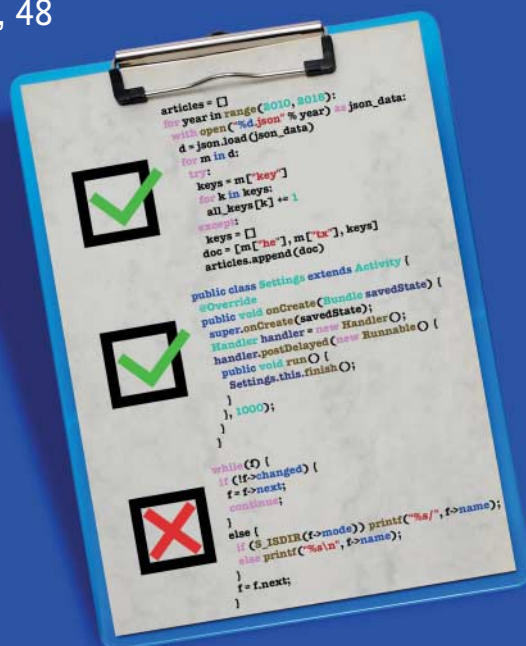 , 48
articles = []
for year in range(2010, 2018):
with open("%d.json" % year) as json_data:
d = json.load(json_data)
for m in d:
try:
keys = m["key"]
for k in keys:
all_keys[k] += 1
except:
keys = []
doc = [m["he"], m["tx"], keys]
articles.append(doc)
public class Settings extends Activity {
@Override
public void onCreate(Bundle savedState) {
super.onCreate(savedState);
Handler handler = new Handler();
handler.postDelayed(new Runnable() {
public void run() {
Settings.this.finish();
}
}, 1000);
}
}
while(f) {
if (!f->changed) {
f = f->next;
continue;
}
else {
if (S_ISDIR(f->mode)) printf("%s/", f->name);
else printf("%s\n", f->name);
}
f = f.next;
}